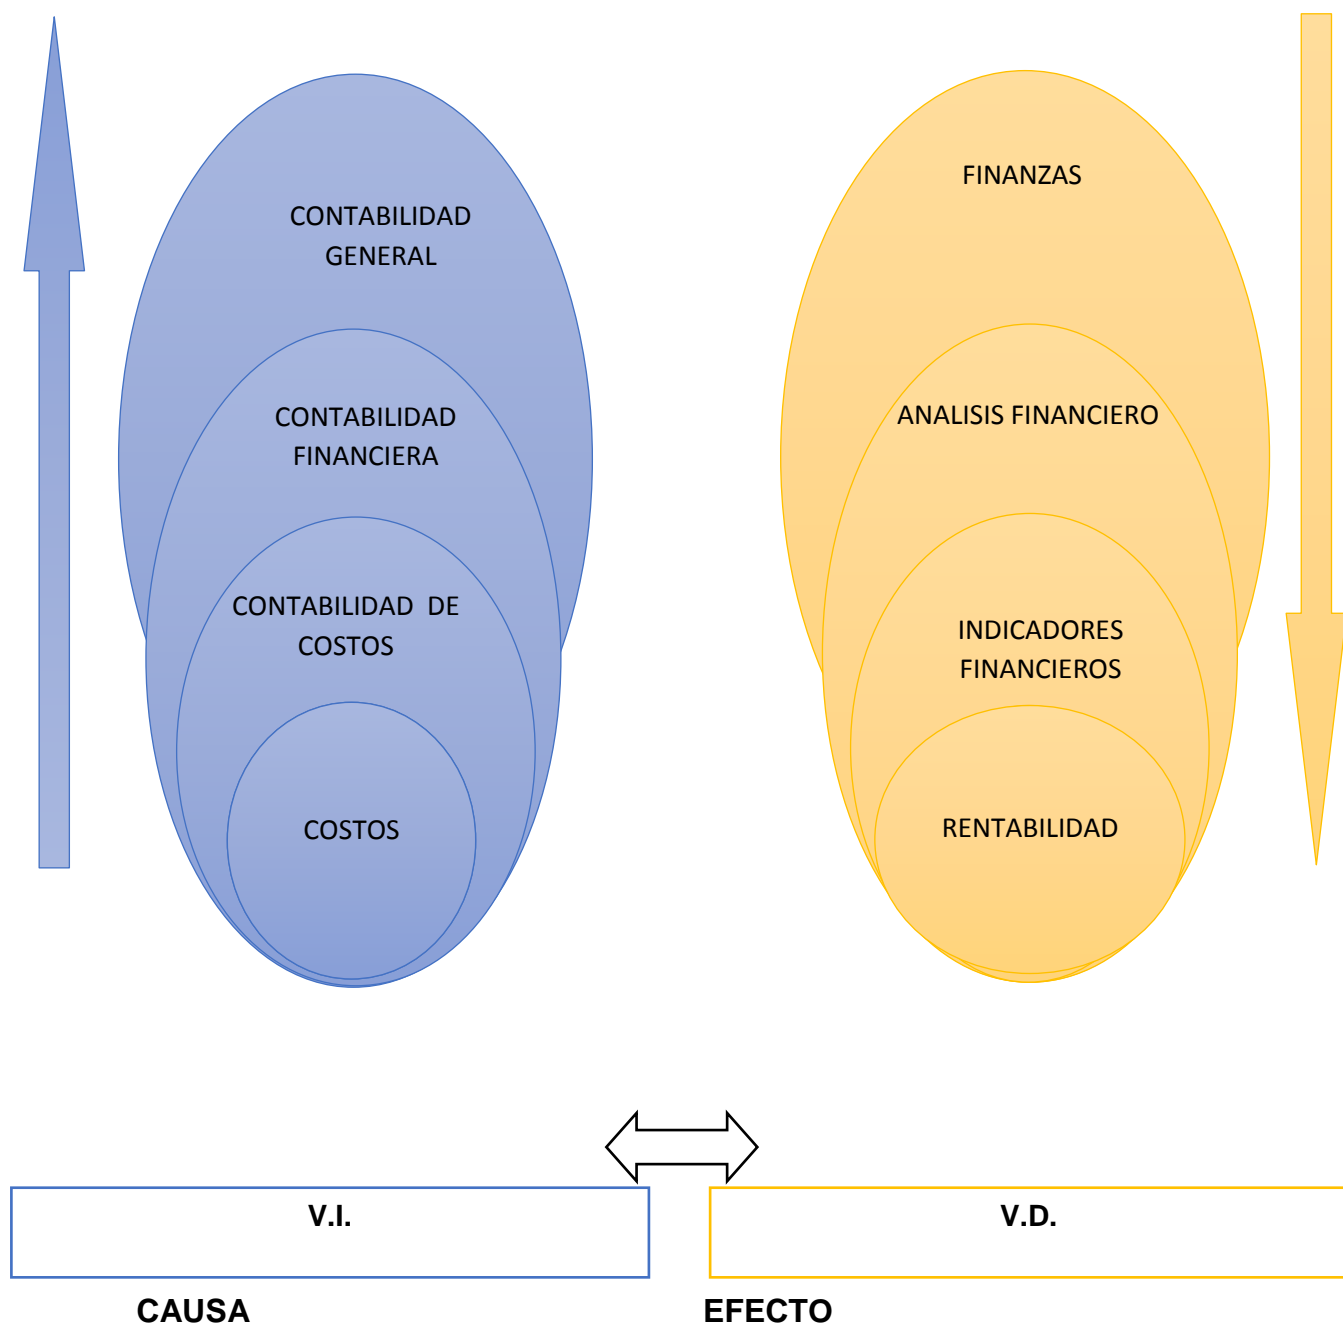 CONTABILIDAD
GENERAL
CONTABILIDAD
FINANCIERA
CONTABILIDAD DE
COSTOS
COSTOS
FINANZAS
ANALISIS FINANCIERO
INDICADORES
FINANCIEROS
RENTABILIDAD
V.I.
V.D.
CAUSA
EFECTO